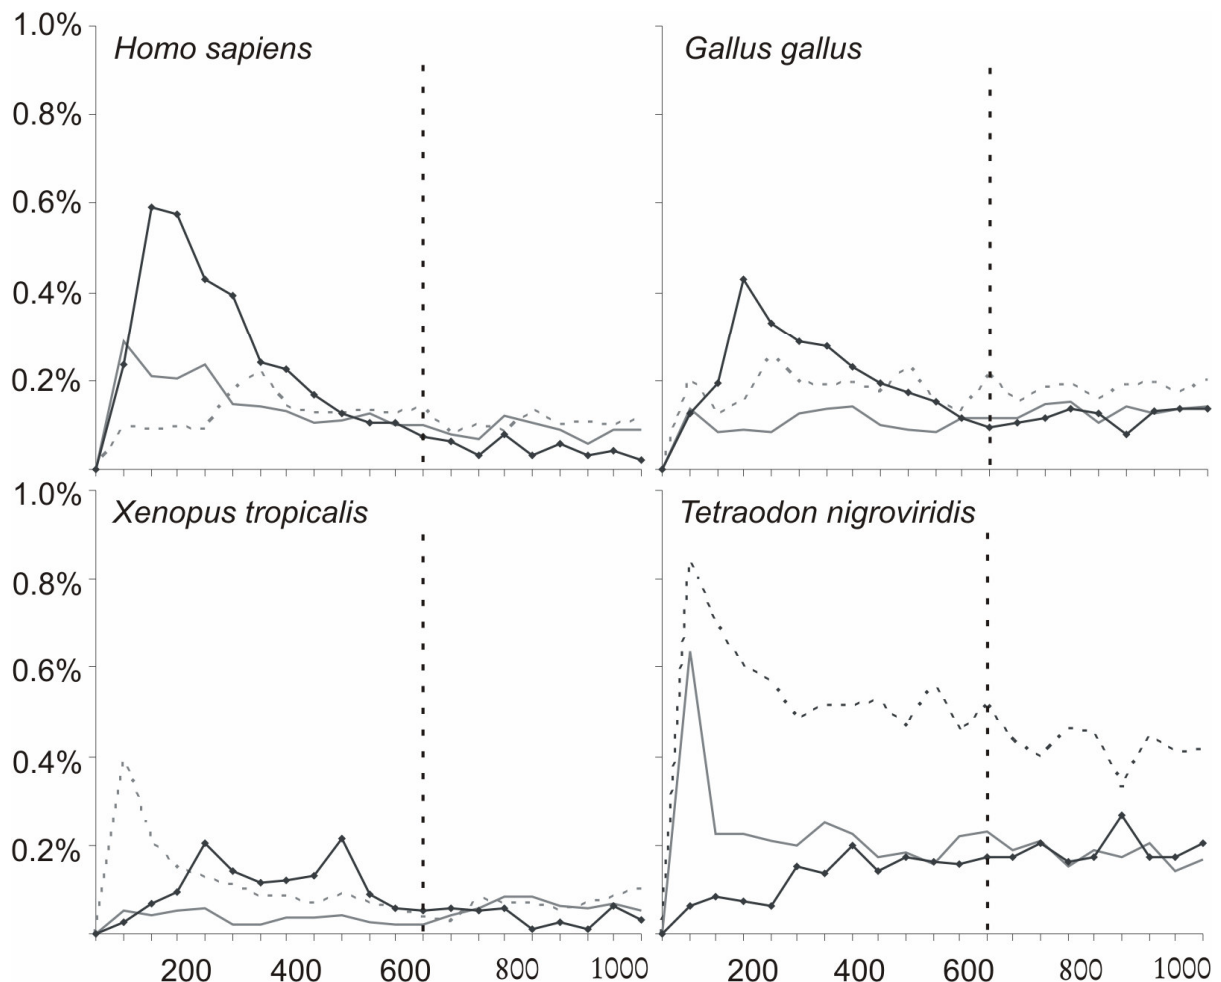 1.0%
Homo sapiens
Gallus gallus
0.8%
0.6%
0.4%
0.2%
1.0%
Xenopus tropicalis
Tetraodon nigroviridis
0.8%
0.6%
0.4%
0.2%
200 400 600 800 1000
200 400 600 800 1000